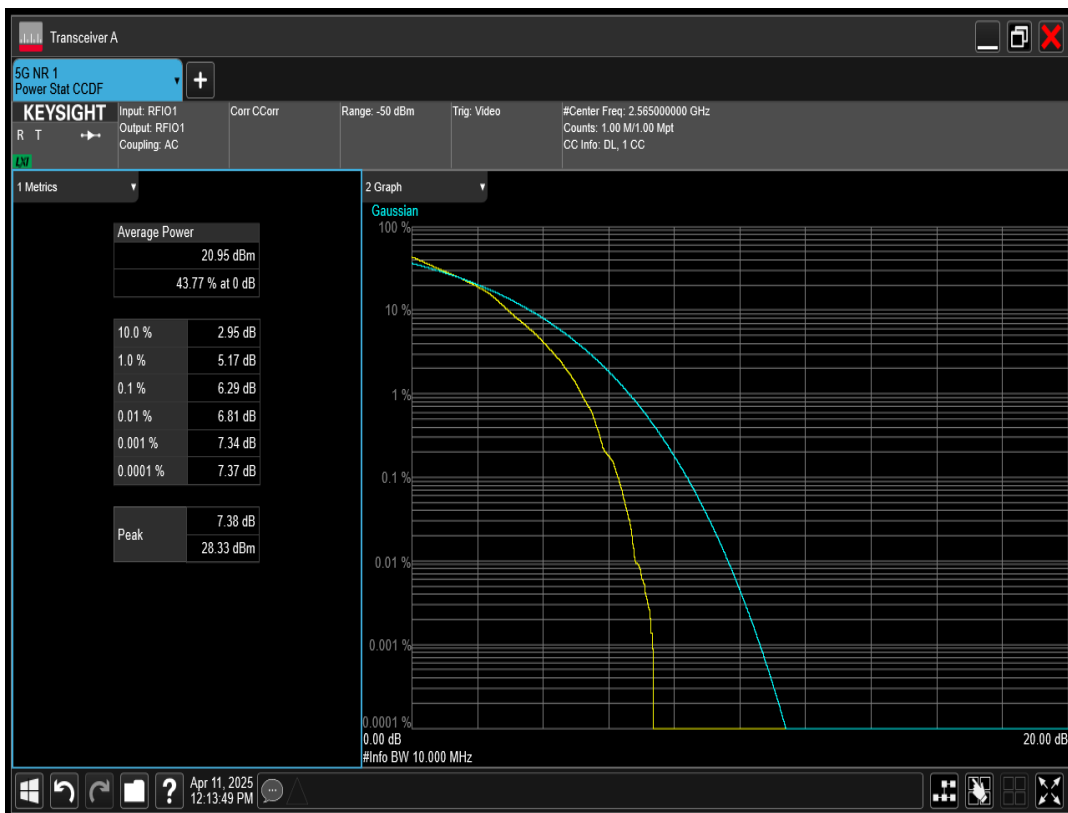 Transceiver A
5G NR 1
Power Stat CCDF
+
KEYSIGHT
R T
LXI
Input: RFIO1
Output: RFIO1
Coupling: AC
Corr CCorr
Range: -50 dBm
Trig: Video
#Center Freq: 2.565000000 GHz
Counts: 1.00 M/1.00 Mpt
CC Info: DL, 1 CC
1 Metrics
Average Power
20.95 dBm
43.77 % at 0 dB
10.0 % 2.95 dB
1.0 % 5.17 dB
0.1 % 6.29 dB
0.01 % 6.81 dB
0.001 % 7.34 dB
0.0001 % 7.37 dB
Peak
7.38 dB
28.33 dBm
2 Graph
Gaussian
100 %
10 %
1 %
0.1 %
0.01 %
0.001 %
0.0001 %
0.00 dB 20.00 dB
#Info BW 10.000 MHz
?
Apr 11, 2025
12:13:49 PM